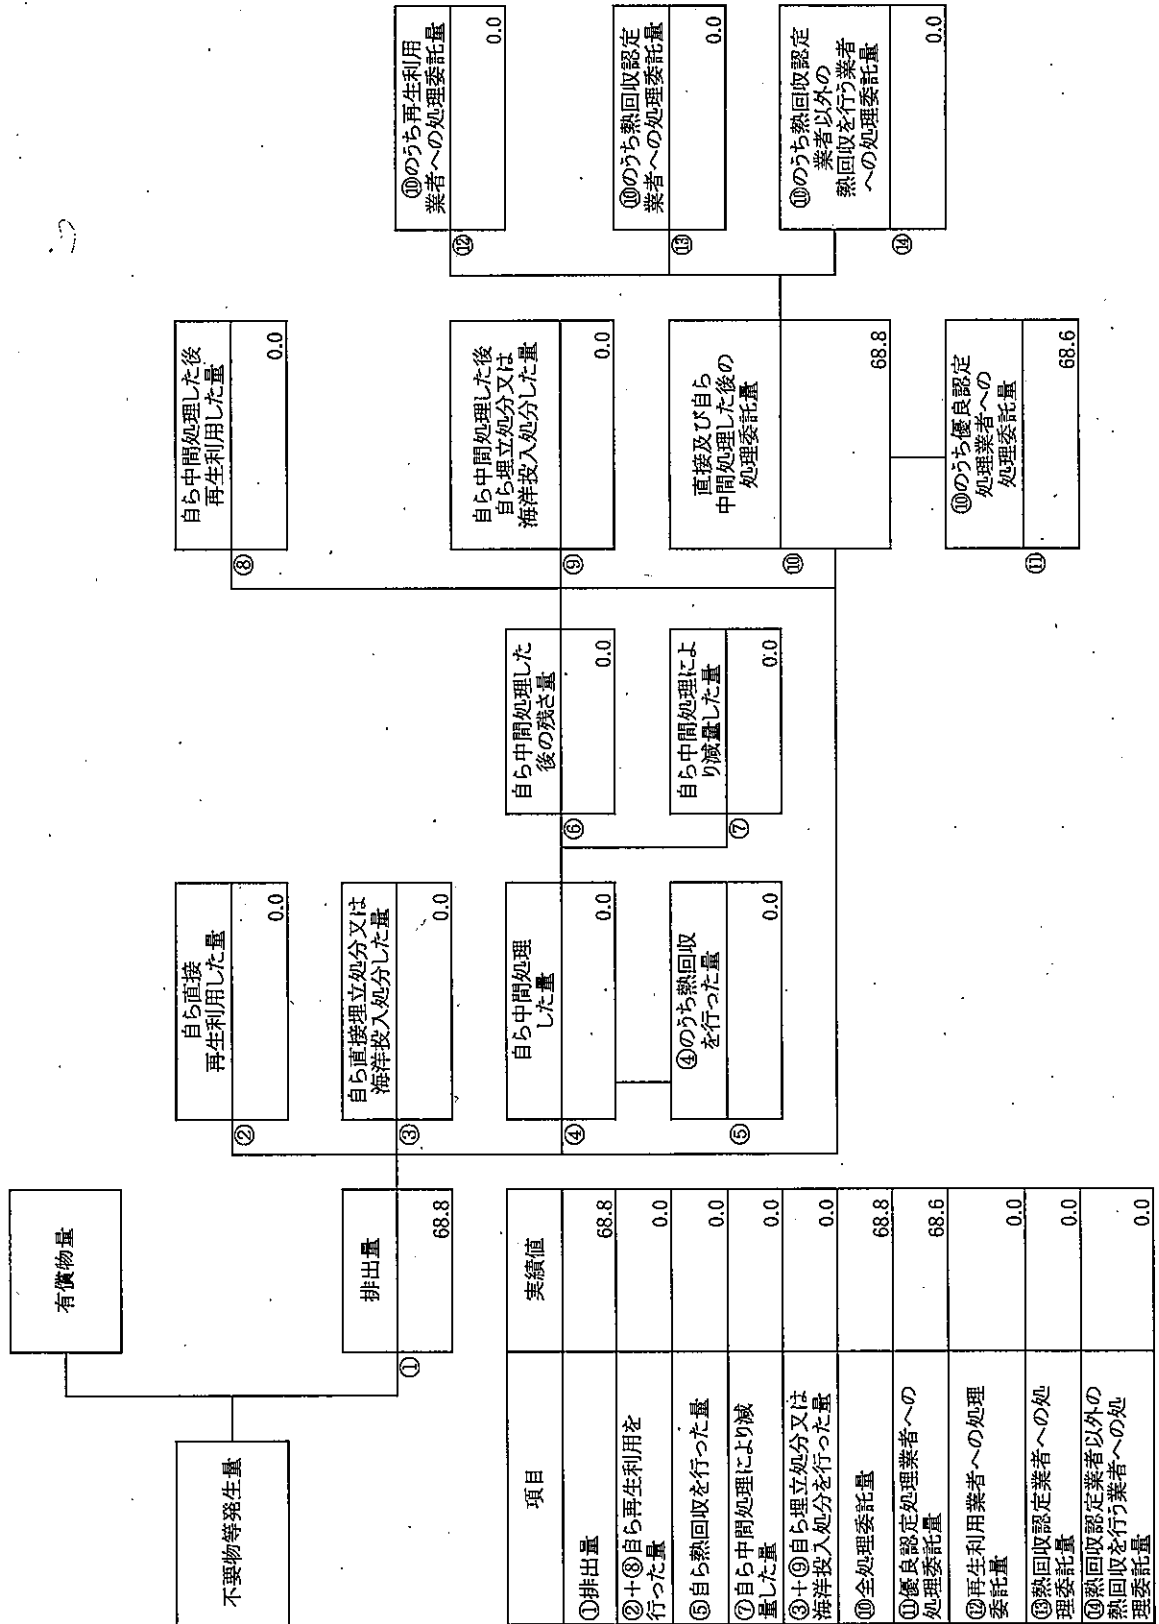 不要物等発生量
有償物量
排出量
①
68.8
自ら直接
再生利用した量
②
0.0
自ら直接埋立処分又は
海洋投入処分した量
③
0.0
自ら中間処理
した量
④
0.0
④のうち熱回収
を行った量
⑤
0.0
自ら中間処理した
後の残さ量
⑥
0.0
自ら中間処理によ
り減量した量
⑦
0.0
自ら中間処理した後
再生利用した量
⑧
0.0
自ら中間処理した後
自ら埋立処分又は
海洋投入処分した量
⑨
0.0
直接及び自ら
中間処理した後の
処理委託量
⑩
68.8
⑩のうち優良認定
処理業者への
処理委託量
⑪
68.6
⑩のうち再生利用
業者への処理委託量
⑫
0.0
⑩のうち熱回収認定
業者への処理委託量
⑬
0.0
⑩のうち熱回収認定
業者以外の
熱回収を行う業者
への処理委託量
⑭
0.0
項目 実績値
①排出量 68.8
②+⑧自ら再生利用を
行った量 0.0
⑤自ら熱回収を行った量 0.0
⑦自ら中間処理により減
量した量 0.0
③+⑨自ら埋立処分又は
海洋投入処分を行った量 0.0
⑩全処理委託量 68.8
⑪優良認定処理業者への
処理委託量 68.6
⑫再生利用業者への処理
委託量 0.0
⑬熱回収認定業者への処
理委託量 0.0
⑭熱回収認定業者以外の
熱回収を行う業者への処
理委託量 0.0